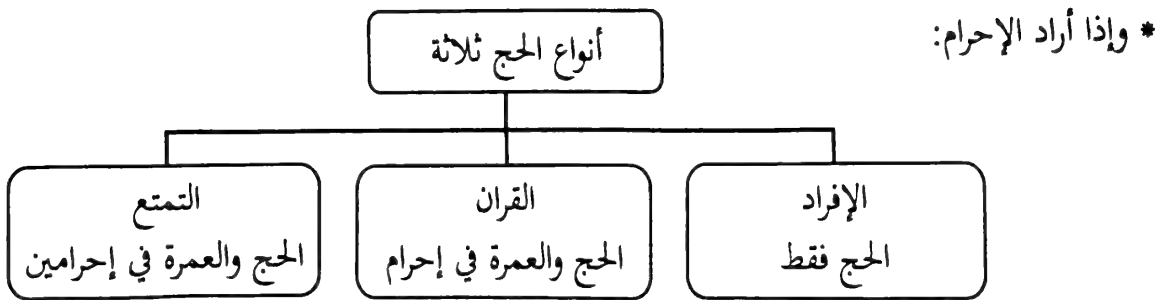 * وإذا أراد الإحرام:
أنواع الحج ثلاثة
الإفراد
الحج فقط
القران
الحج والعمرة في إحرام
التمتع
الحج والعمرة في إحرامين